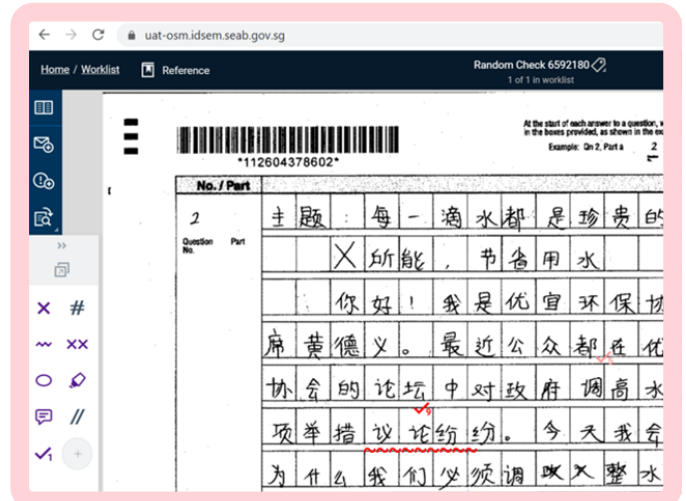 uat-osm.idsem.seab.gov.sg
Home / Worklist
Reference
Random Check 6592180
1 of 1 in worklist
At the start of each answer to a question, w
in the boxes provided, as shown in the ex
Example: Qn 2, Part a 2
*112604378602*
No. / Part
2
Question No. Part
主题：每一滴水都是珍贵的
X所能，节省用水
你好！我是优宜环保协
席黄德义。最近公众都在优
协会的论坛中对政府调高水
项举措议论纷纷。今天我会
为什么我们必须调整水